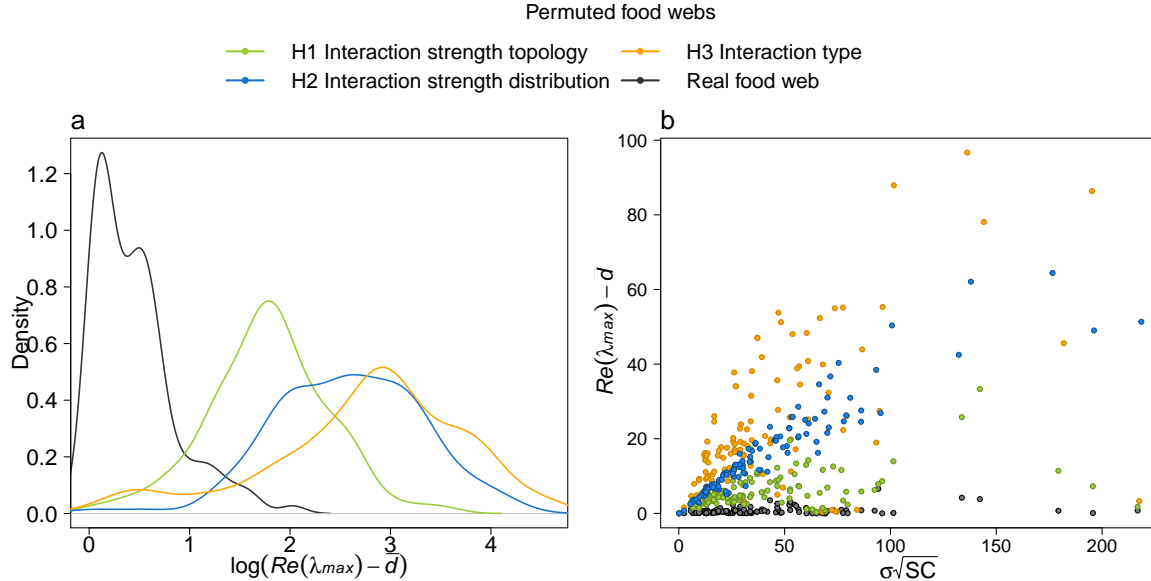 Permuted food webs
H1 Interaction strength topology
H3 Interaction type
H2 Interaction strength distribution
Real food web
a
b
Density
1.2
1.0
0.8
0.6
0.4
0.2
0.0
0 1 2 3 4
log(Re(λmax) − d̅)
Re(λmax) − d̅
100
80
60
40
20
0
0 50 100 150 200
σ√SC